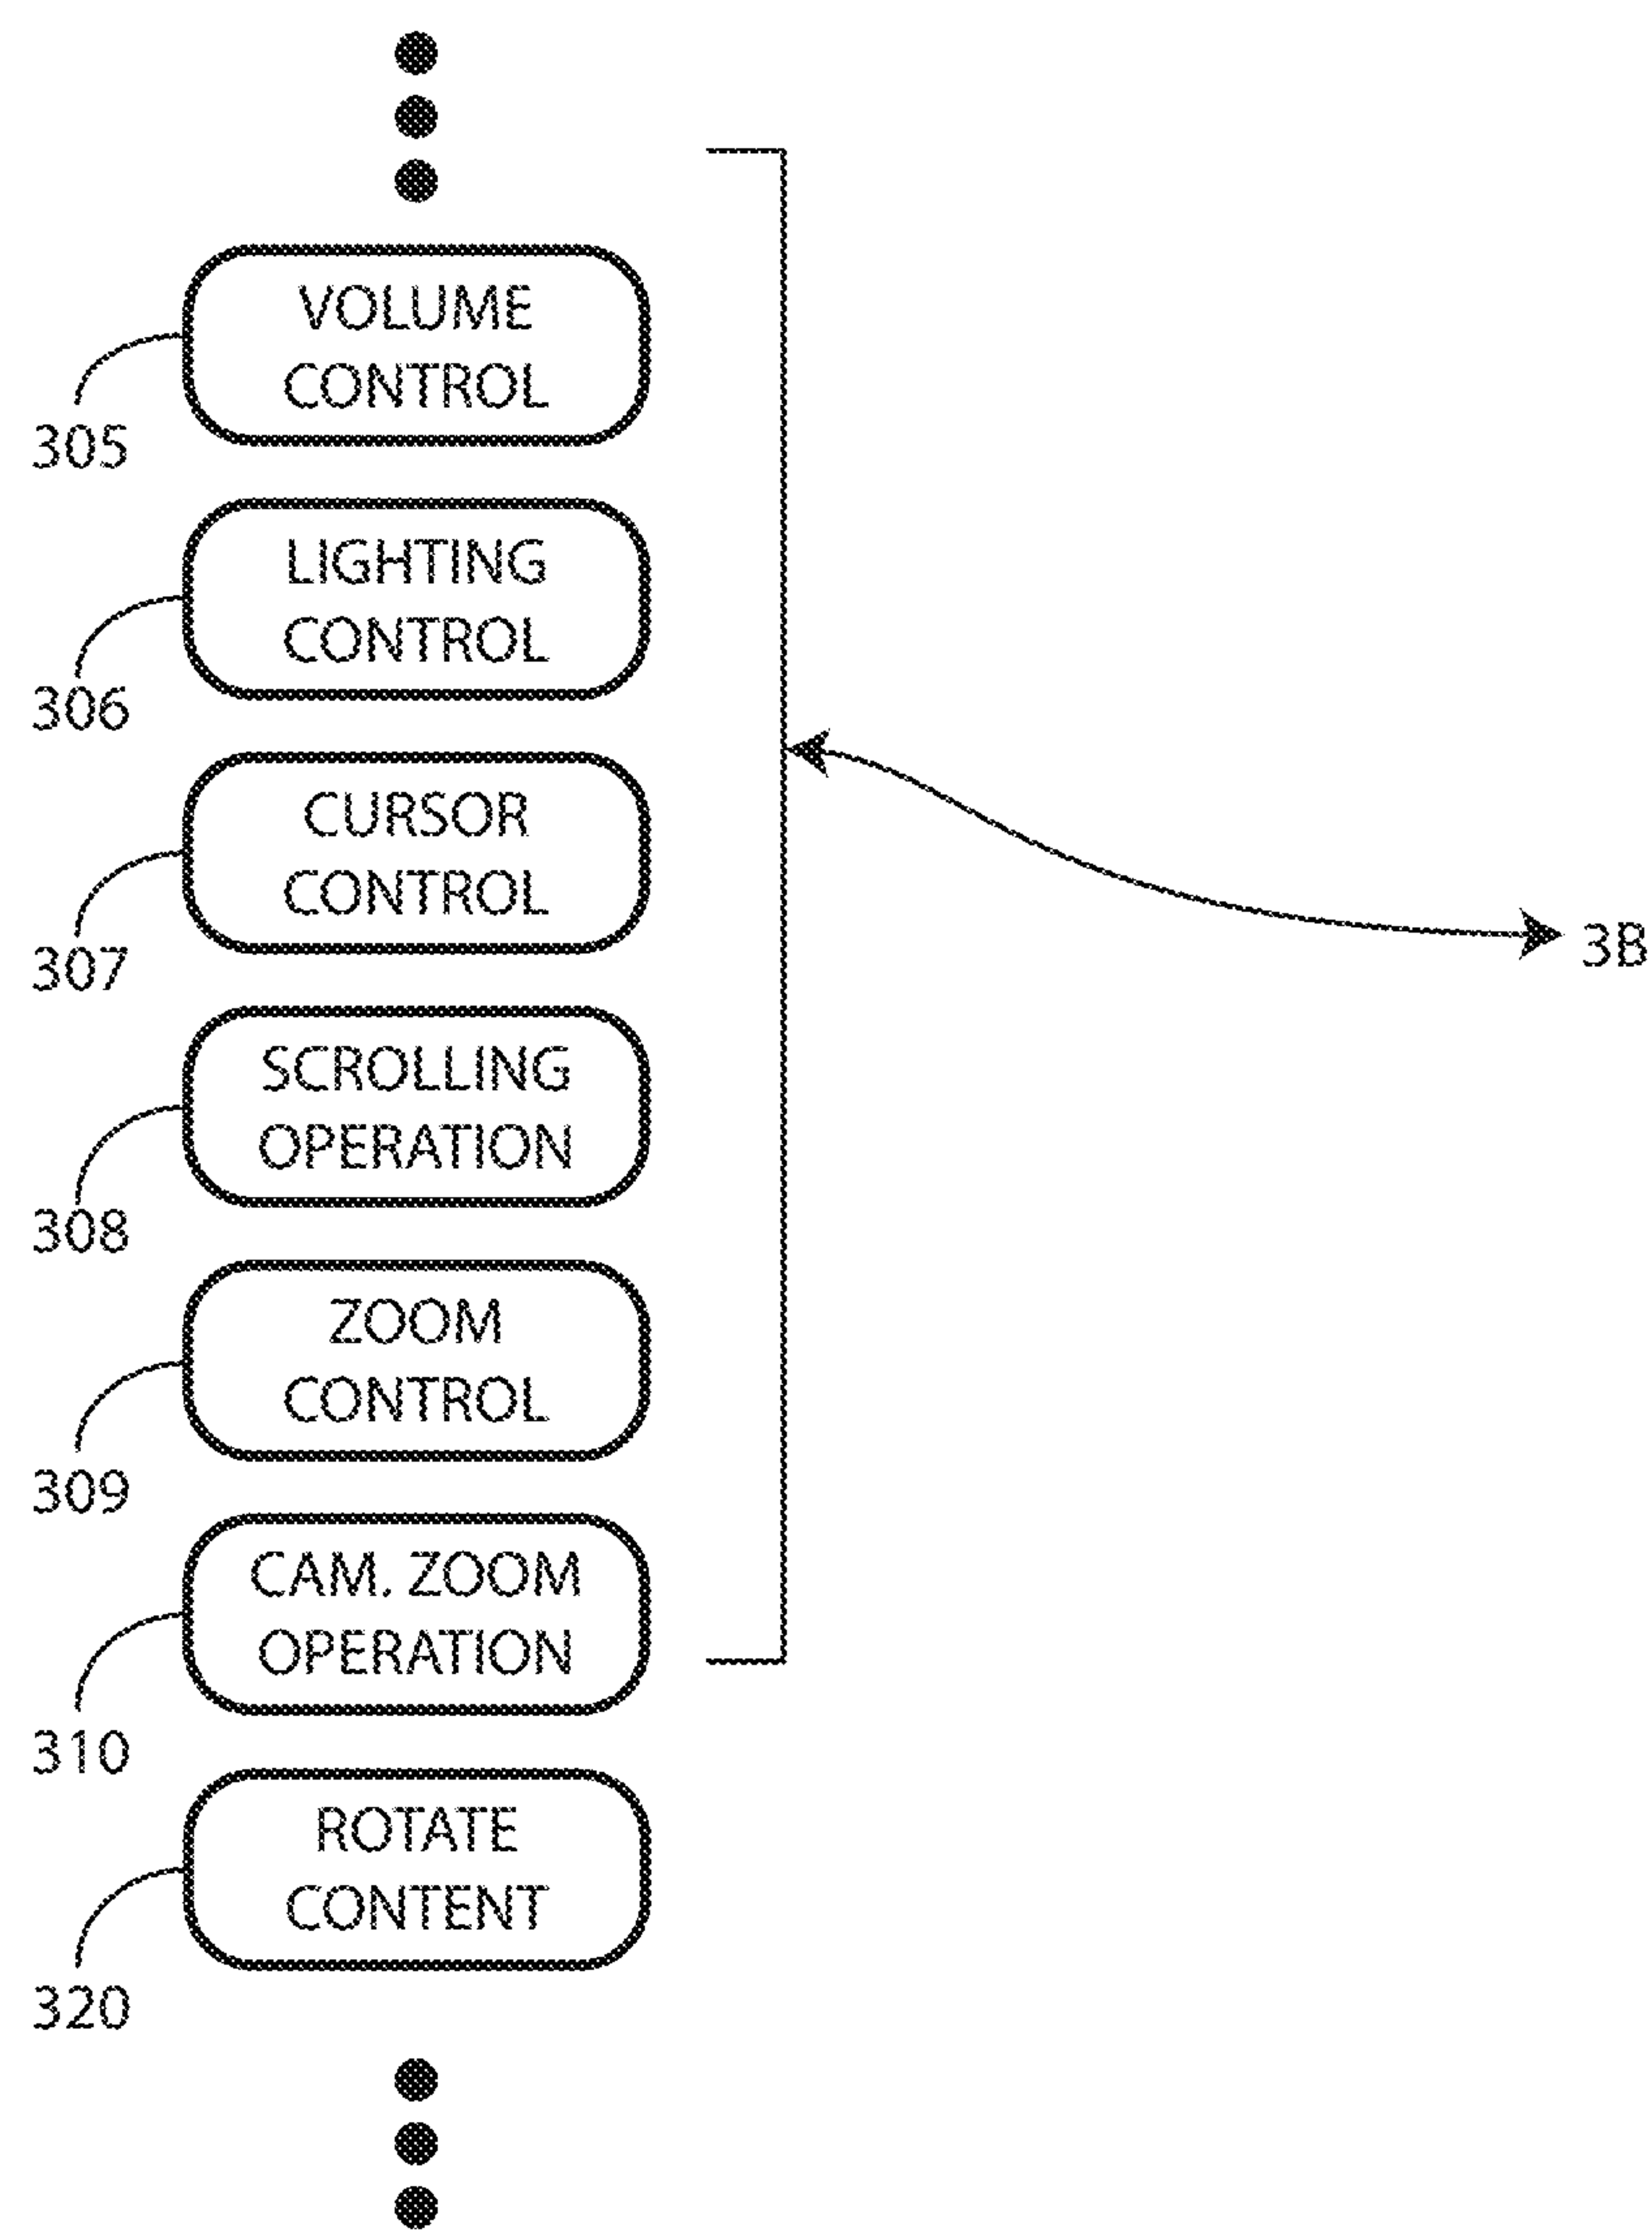 VOLUME
CONTROL
305
LIGHTING
CONTROL
306
CURSOR
CONTROL
307
3B
SCROLLING
OPERATION
308
ZOOM
CONTROL
309
CAM. ZOOM
OPERATION
310
ROTATE
CONTENT
320